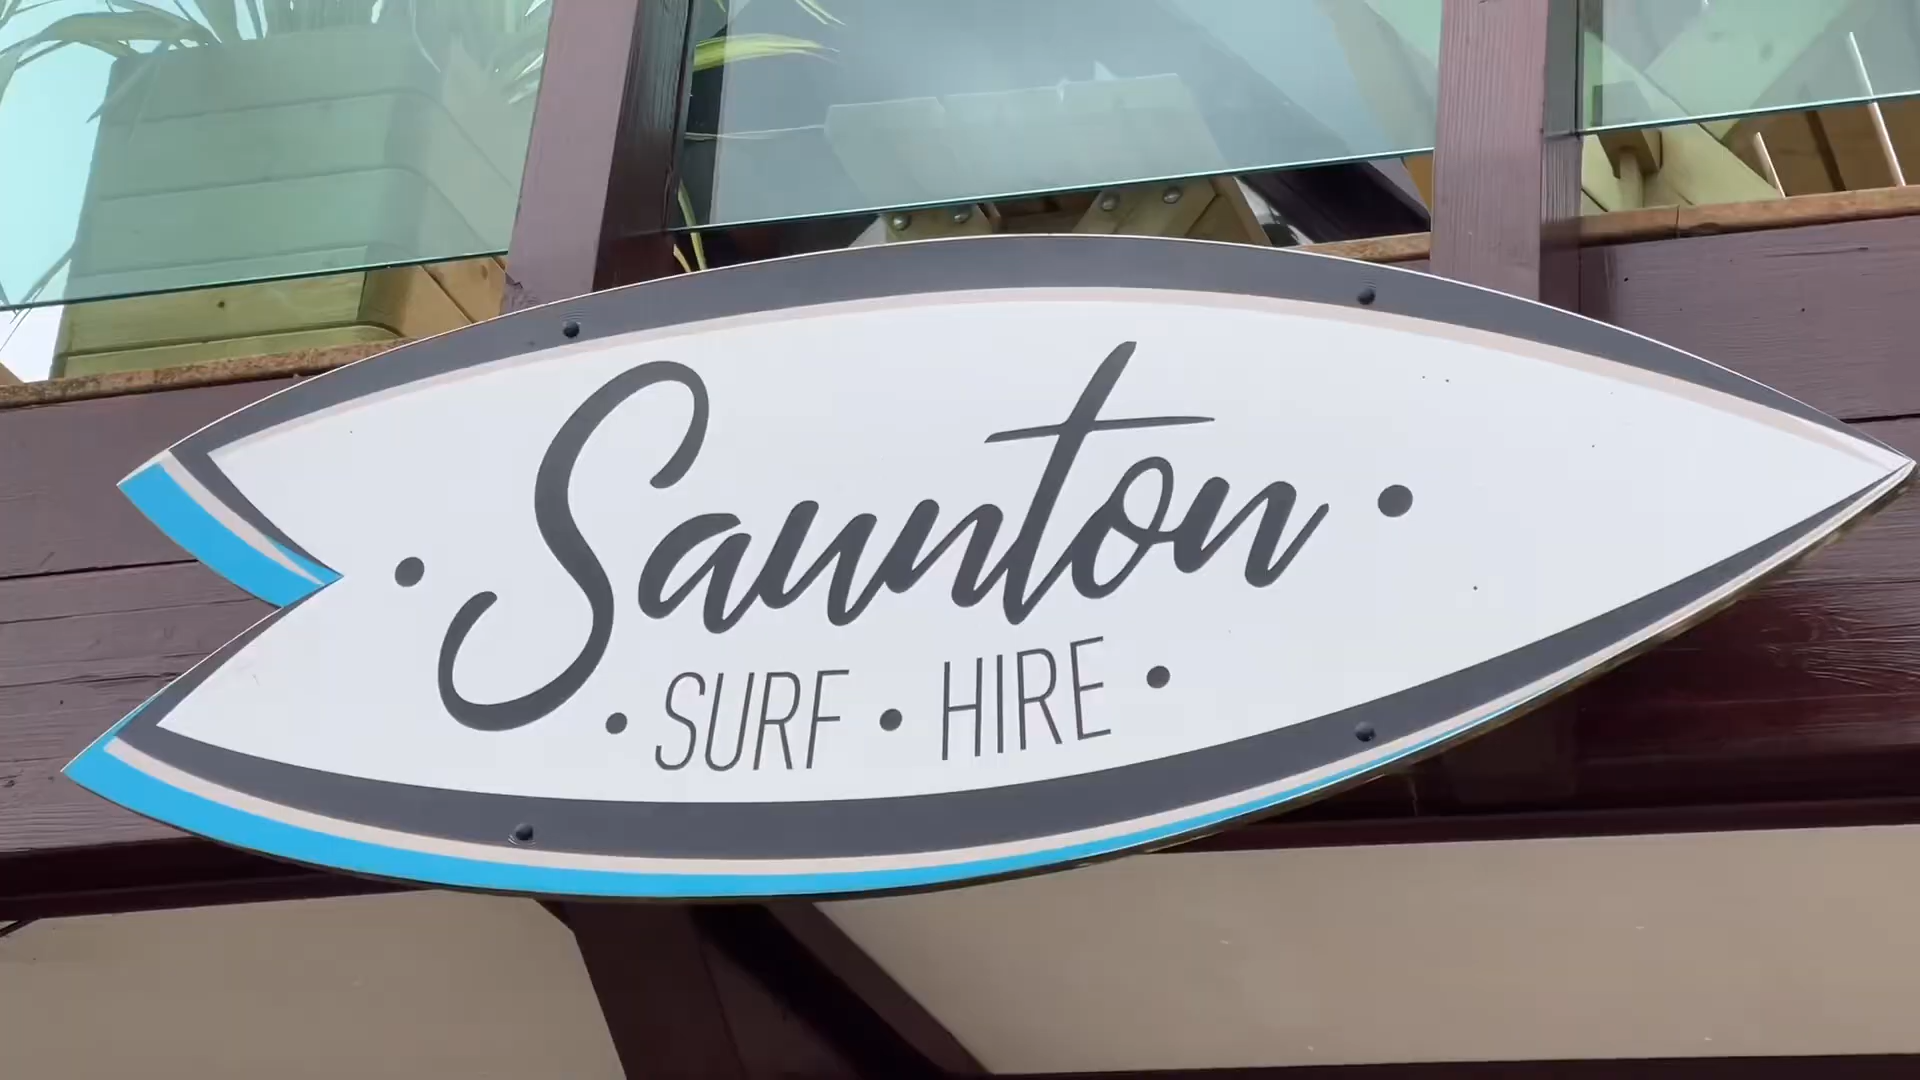 • Saunton •
• SURF • HIRE •